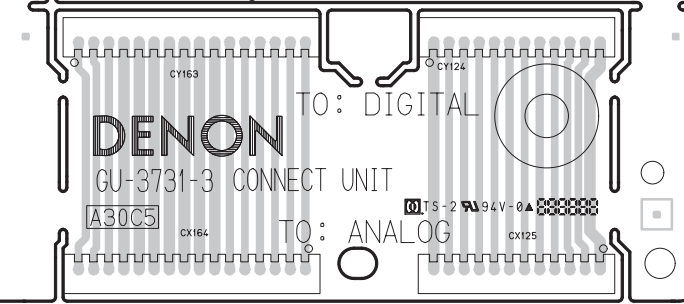 CY163
CY124
TO: DIGITAL
DENON
GU-3731-3 CONNECT UNIT
TS-2 94V-0
A30C5
CX164
TO: ANALOG
CX125